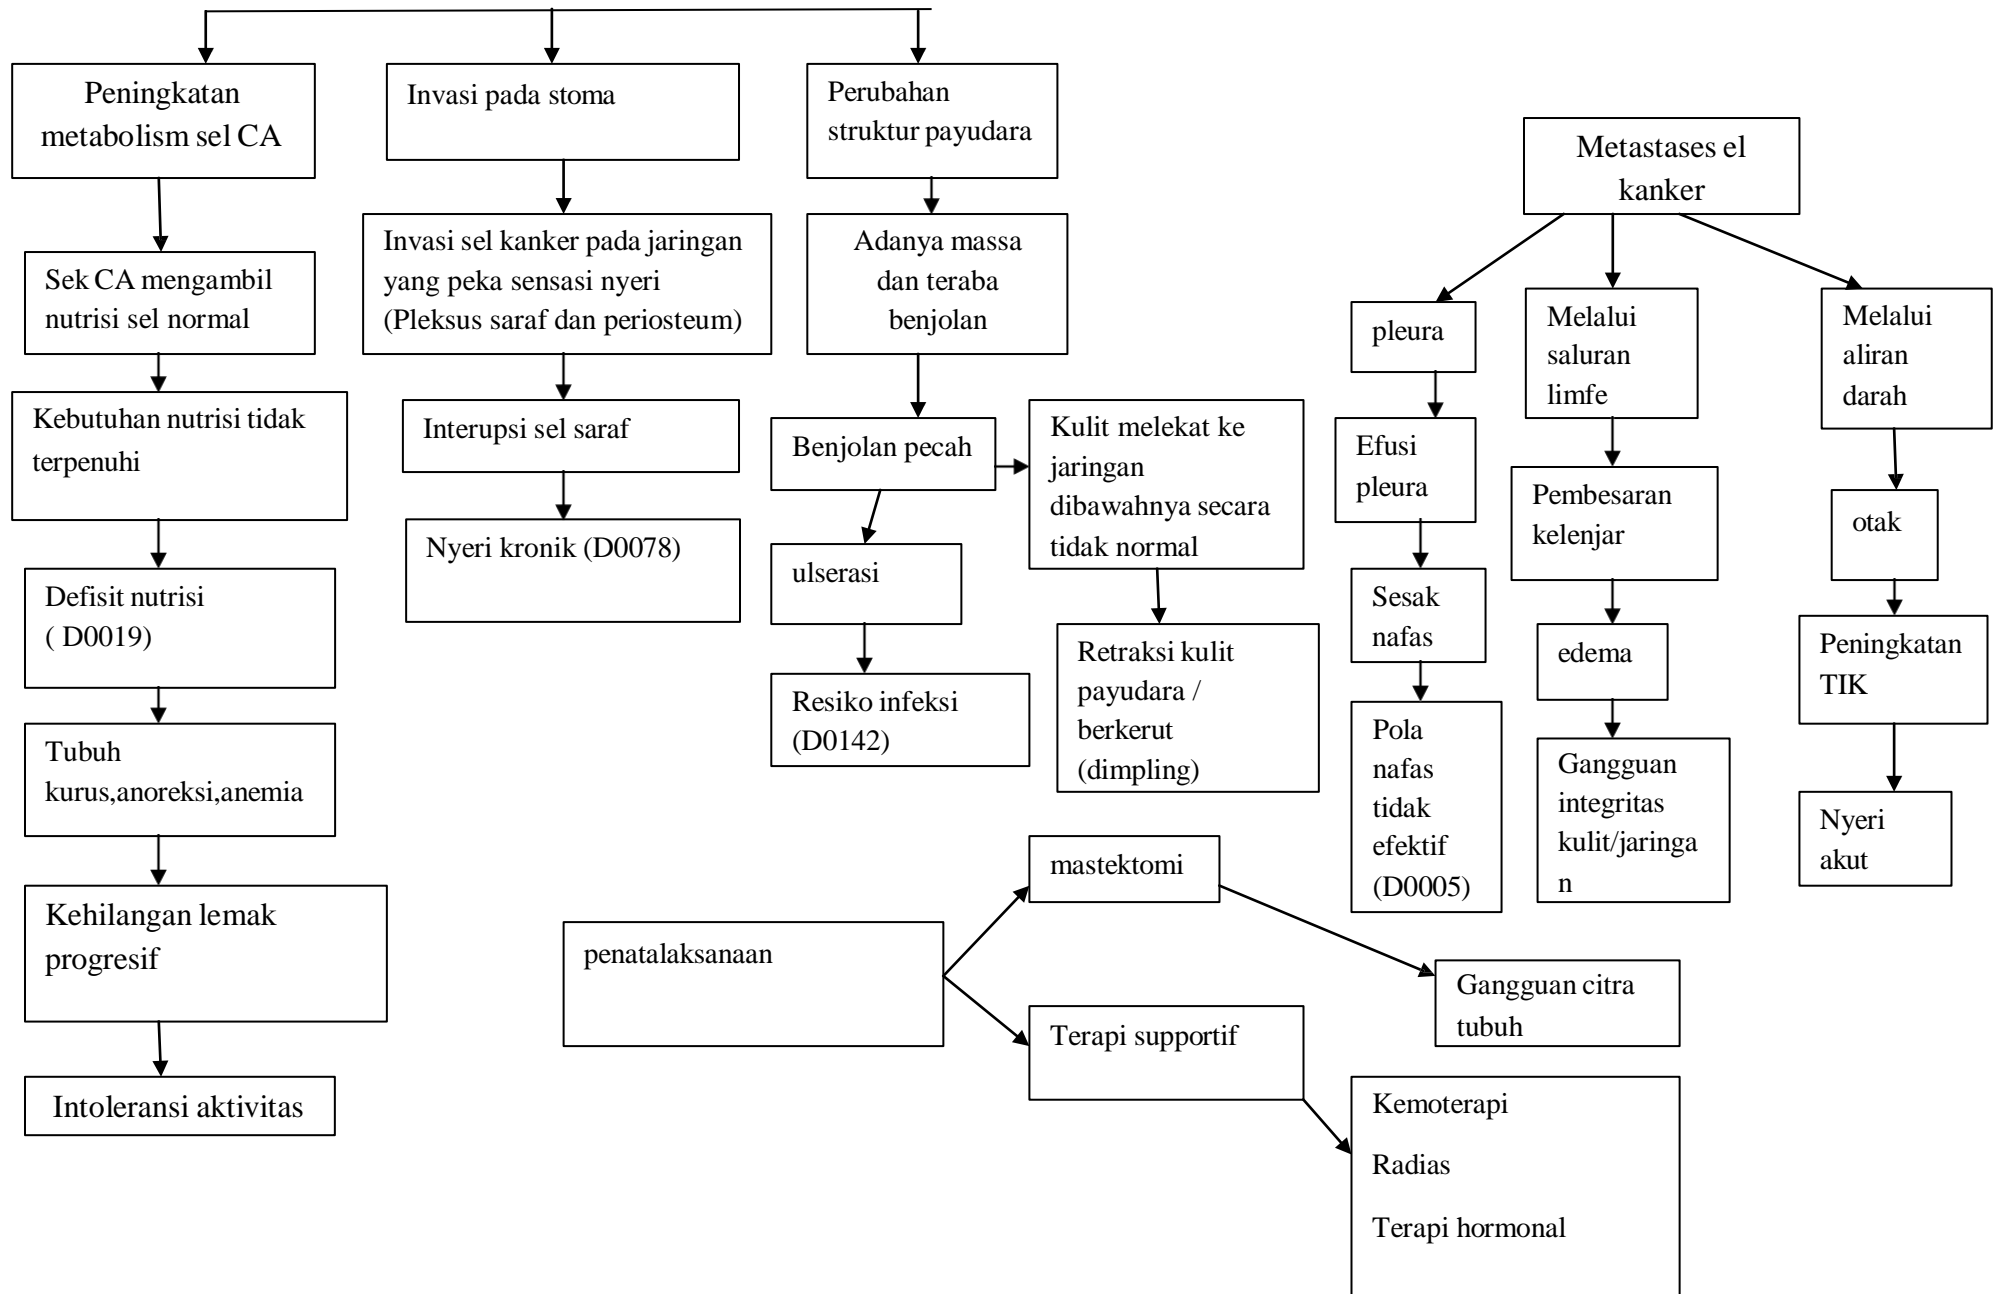 Peningkatan
metabolism sel CA
Sek CA mengambil
nutrisi sel normal
Kebutuhan nutrisi tidak
terpenuhi
Defisit nutrisi
( D0019)
Tubuh
kurus,anoreksi,anemia
Kehilangan lemak
progresif
Intoleransi aktivitas
Invasi pada stoma
Invasi sel kanker pada jaringan
yang peka sensasi nyeri
(Pleksus saraf dan periosteum)
Interupsi sel saraf
Nyeri kronik (D0078)
Perubahan
struktur payudara
Adanya massa
dan teraba
benjolan
Benjolan pecah
ulserasi
Resiko infeksi
(D0142)
Kulit melekat ke
jaringan
dibawahnya secara
tidak normal
Retraksi kulit
payudara /
berkerut
(dimpling)
Metastases el
kanker
pleura
Efusi
pleura
Sesak
nafas
Pola
nafas
tidak
efektif
(D0005)
Melalui
saluran
limfe
Pembesaran
kelenjar
edema
Gangguan
integritas
kulit/jaringa
n
Melalui
aliran
darah
otak
Peningkatan
TIK
Nyeri
akut
penatalaksanaan
mastektomi
Gangguan citra
tubuh
Terapi supportif
Kemoterapi
Radias
Terapi hormonal